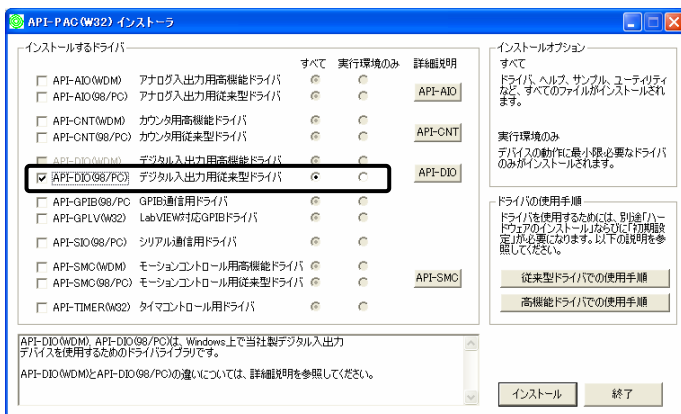 API-PAC(W32) インストーラ
インストールするドライバ
すべて 実行環境のみ 詳細説明
API-AIO(WDM) アナログ入出力用高機能ドライバ
API-AIO(98/PC) アナログ入出力用従来型ドライバ
API-AIO
API-CNT(WDM) カウンタ用高機能ドライバ
API-CNT(98/PC) カウンタ用従来型ドライバ
API-CNT
API-DIO(WDM) デジタル入出力用高機能ドライバ
API-DIO(98/PC) デジタル入出力用従来型ドライバ
API-DIO
API-GPIB(98/PC GPIB通信用ドライバ
API-GPLV(W32) LabVIEW対応GPIBドライバ
API-SIO(98/PC) シリアル通信用ドライバ
API-SMC(WDM) モーションコントロール用高機能ドライバ
API-SMC(98/PC) モーションコントロール用従来型ドライバ
API-SMC
API-TIMER(W32) タイマコントロール用ドライバ
インストールオプション
すべて
ドライバ、ヘルプ、サンプル、ユーティリティ
など、すべてのファイルがインストールされ
ます。
実行環境のみ
デバイスの動作に最小限必要なドライバ
のみがインストールされます。
ドライバの使用手順
ドライバを使用するためには、別途「ハー
ドウェアのインストール」ならびに「初期設
定」が必要になります。以下の説明を参
照してください。
従来型ドライバでの使用手順
高機能ドライバでの使用手順
API-DIO(WDM), API-DIO(98/PC)は、Windows上で当社製デジタル入出力
デバイスを使用するためのドライバライブラリです。
API-DIO(WDM)とAPI-DIO(98/PC)の違いについては、詳細説明を参照してください。
インストール 終了